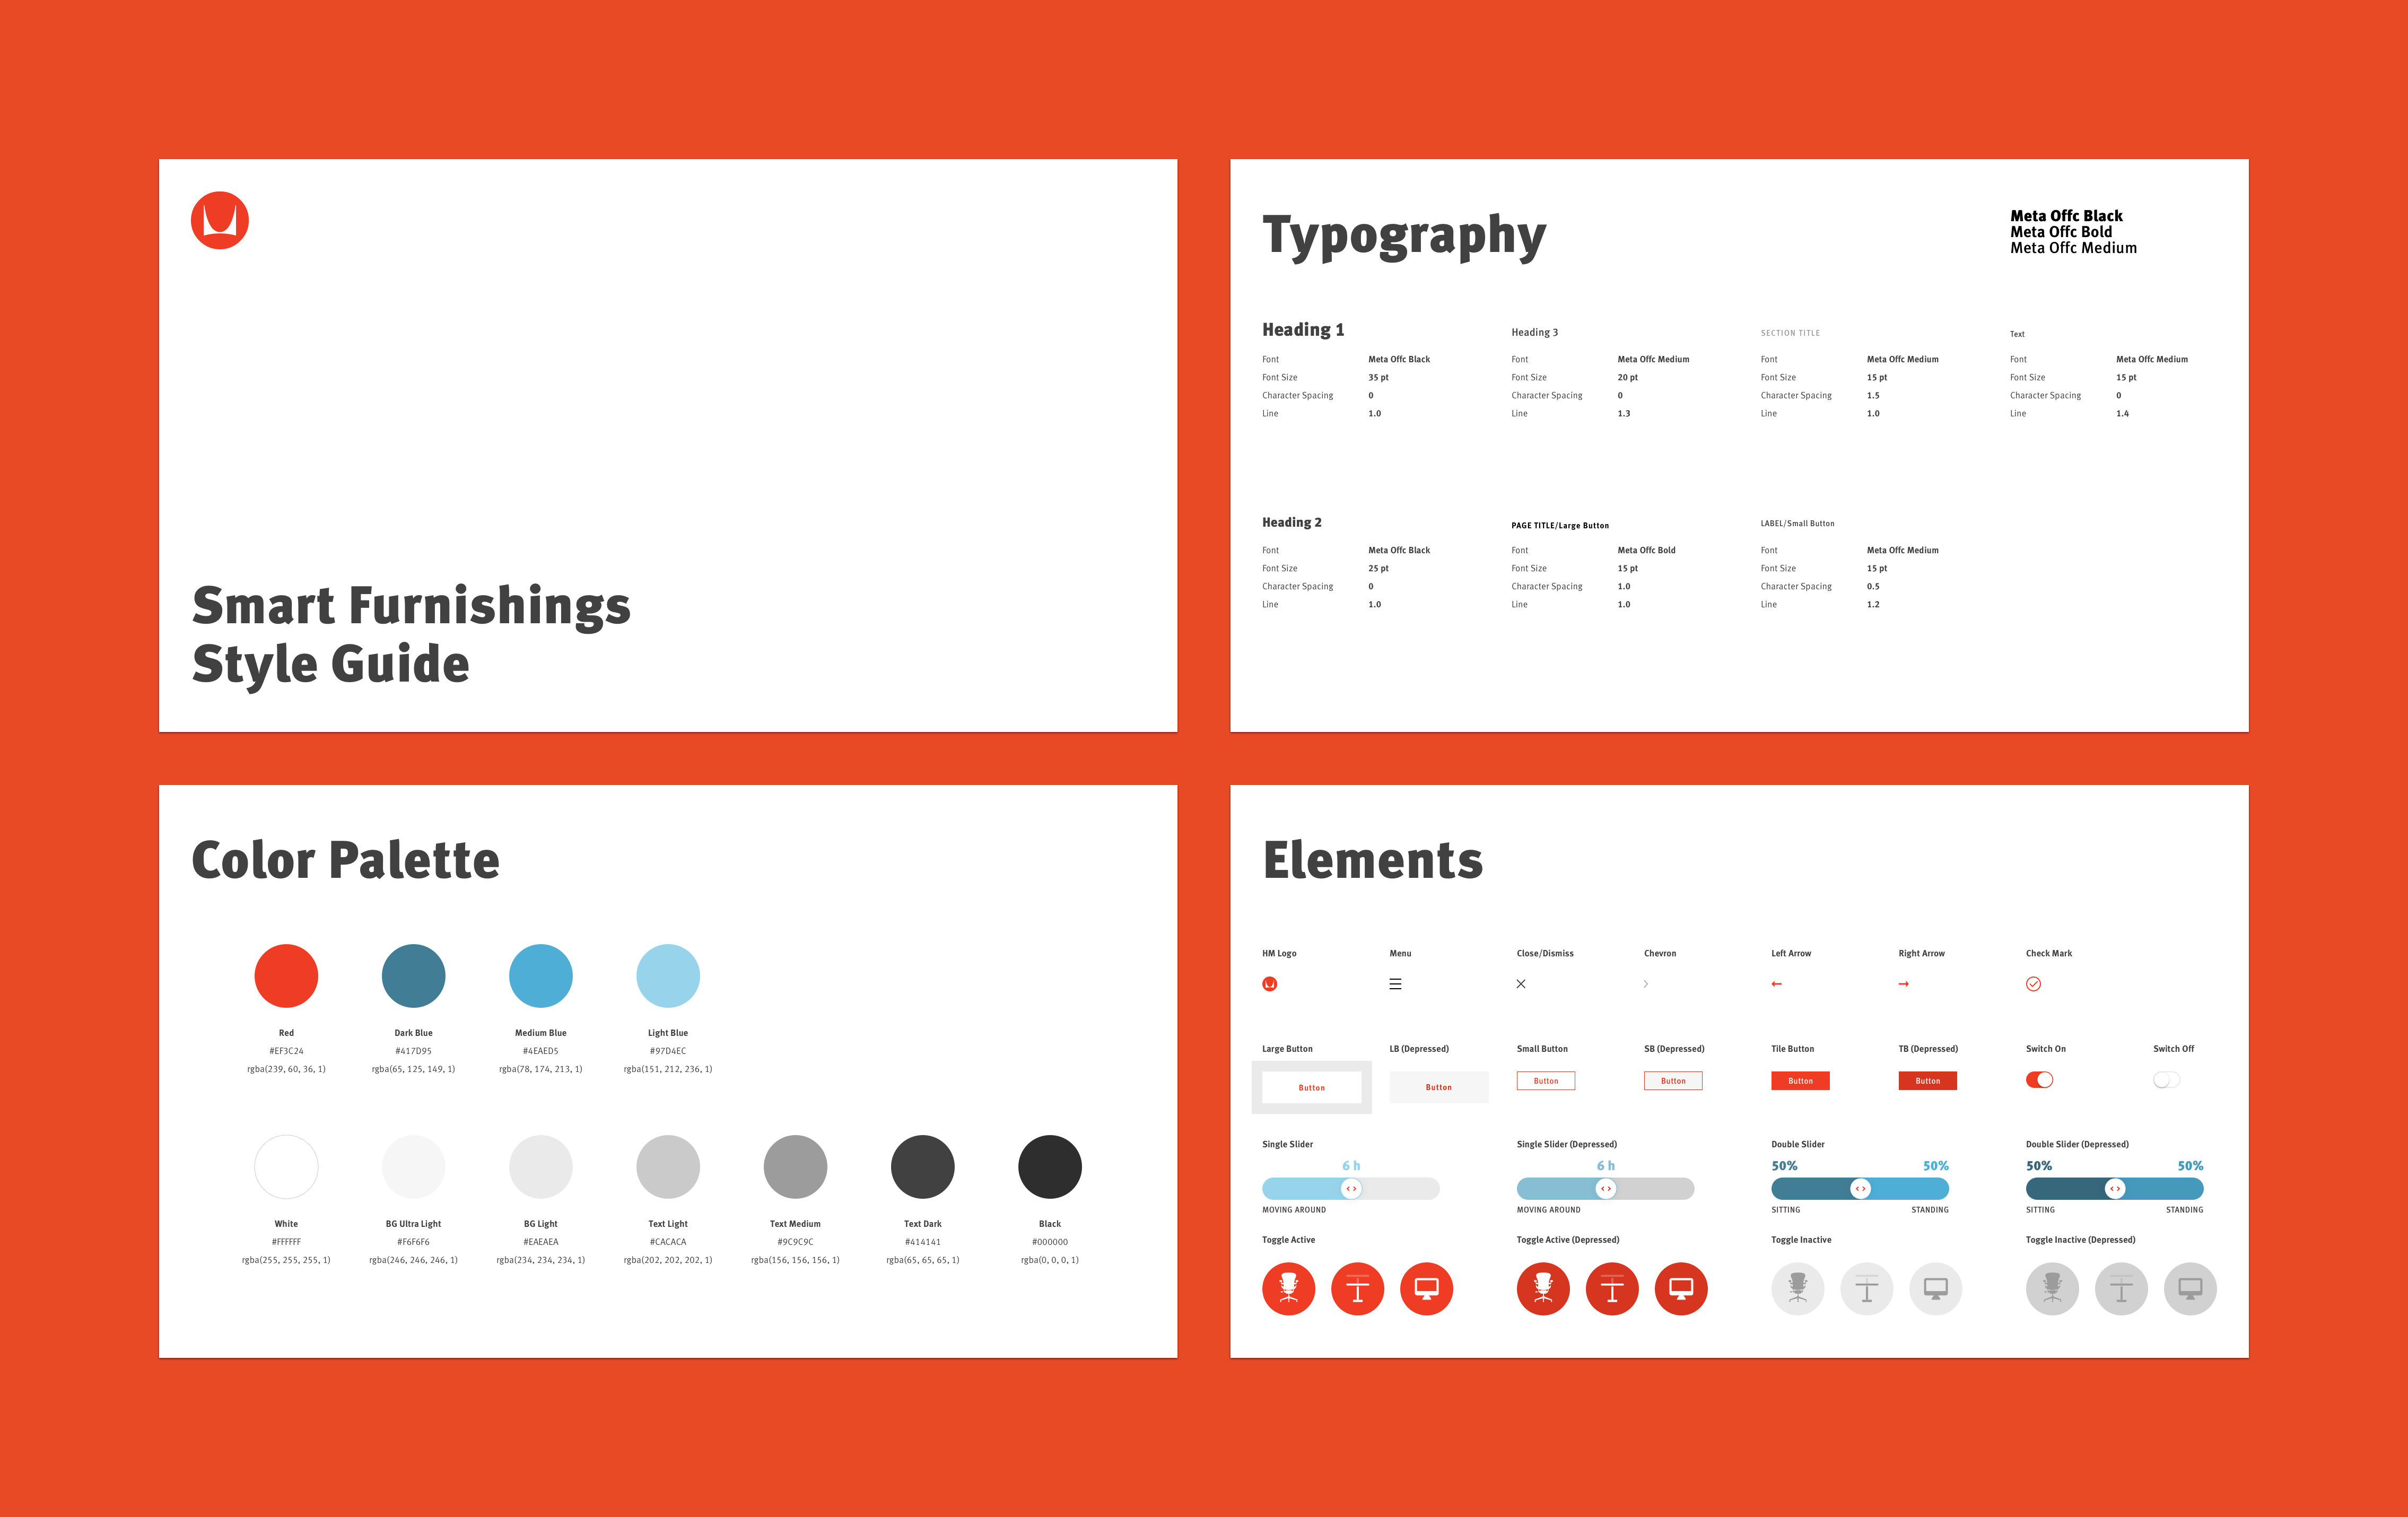 Smart Furnishings
Style Guide
Typography
Meta Offc Black
Meta Offc Bold
Meta Offc Medium
Heading 1
Font Meta Offc Black
Font Size 35 pt
Character Spacing 0
Line 1.0
Heading 3
Font Meta Offc Medium
Font Size 20 pt
Character Spacing 0
Line 1.3
SECTION TITLE
Font Meta Offc Medium
Font Size 15 pt
Character Spacing 1.5
Line 1.0
Text
Font Meta Offc Medium
Font Size 15 pt
Character Spacing 0
Line 1.4
Heading 2
Font Meta Offc Black
Font Size 25 pt
Character Spacing 0
Line 1.0
PAGE TITLE/Large Button
Font Meta Offc Bold
Font Size 15 pt
Character Spacing 1.0
Line 1.0
LABEL/Small Button
Font Meta Offc Medium
Font Size 15 pt
Character Spacing 0.5
Line 1.2
Color Palette
Red
#EF3C24
rgba(239, 60, 36, 1)
Dark Blue
#417D95
rgba(65, 125, 149, 1)
Medium Blue
#4EAED5
rgba(78, 174, 213, 1)
Light Blue
#97D4EC
rgba(151, 212, 236, 1)
White
#FFFFFF
rgba(255, 255, 255, 1)
BG Ultra Light
#F6F6F6
rgba(246, 246, 246, 1)
BG Light
#EAEAEA
rgba(234, 234, 234, 1)
Text Light
#CACACA
rgba(202, 202, 202, 1)
Text Medium
#9C9C9C
rgba(156, 156, 156, 1)
Text Dark
#414141
rgba(65, 65, 65, 1)
Black
#000000
rgba(0, 0, 0, 1)
Elements
HM Logo
Menu
Close/Dismiss
Chevron
Left Arrow
Right Arrow
Check Mark
Large Button
Button
LB (Depressed)
Button
Small Button
Button
SB (Depressed)
Button
Tile Button
Button
TB (Depressed)
Button
Switch On
Switch Off
Single Slider
6 h
MOVING AROUND
Single Slider (Depressed)
6 h
MOVING AROUND
Double Slider
50% 50%
SITTING STANDING
Double Slider (Depressed)
50% 50%
SITTING STANDING
Toggle Active
Toggle Active (Depressed)
Toggle Inactive
Toggle Inactive (Depressed)